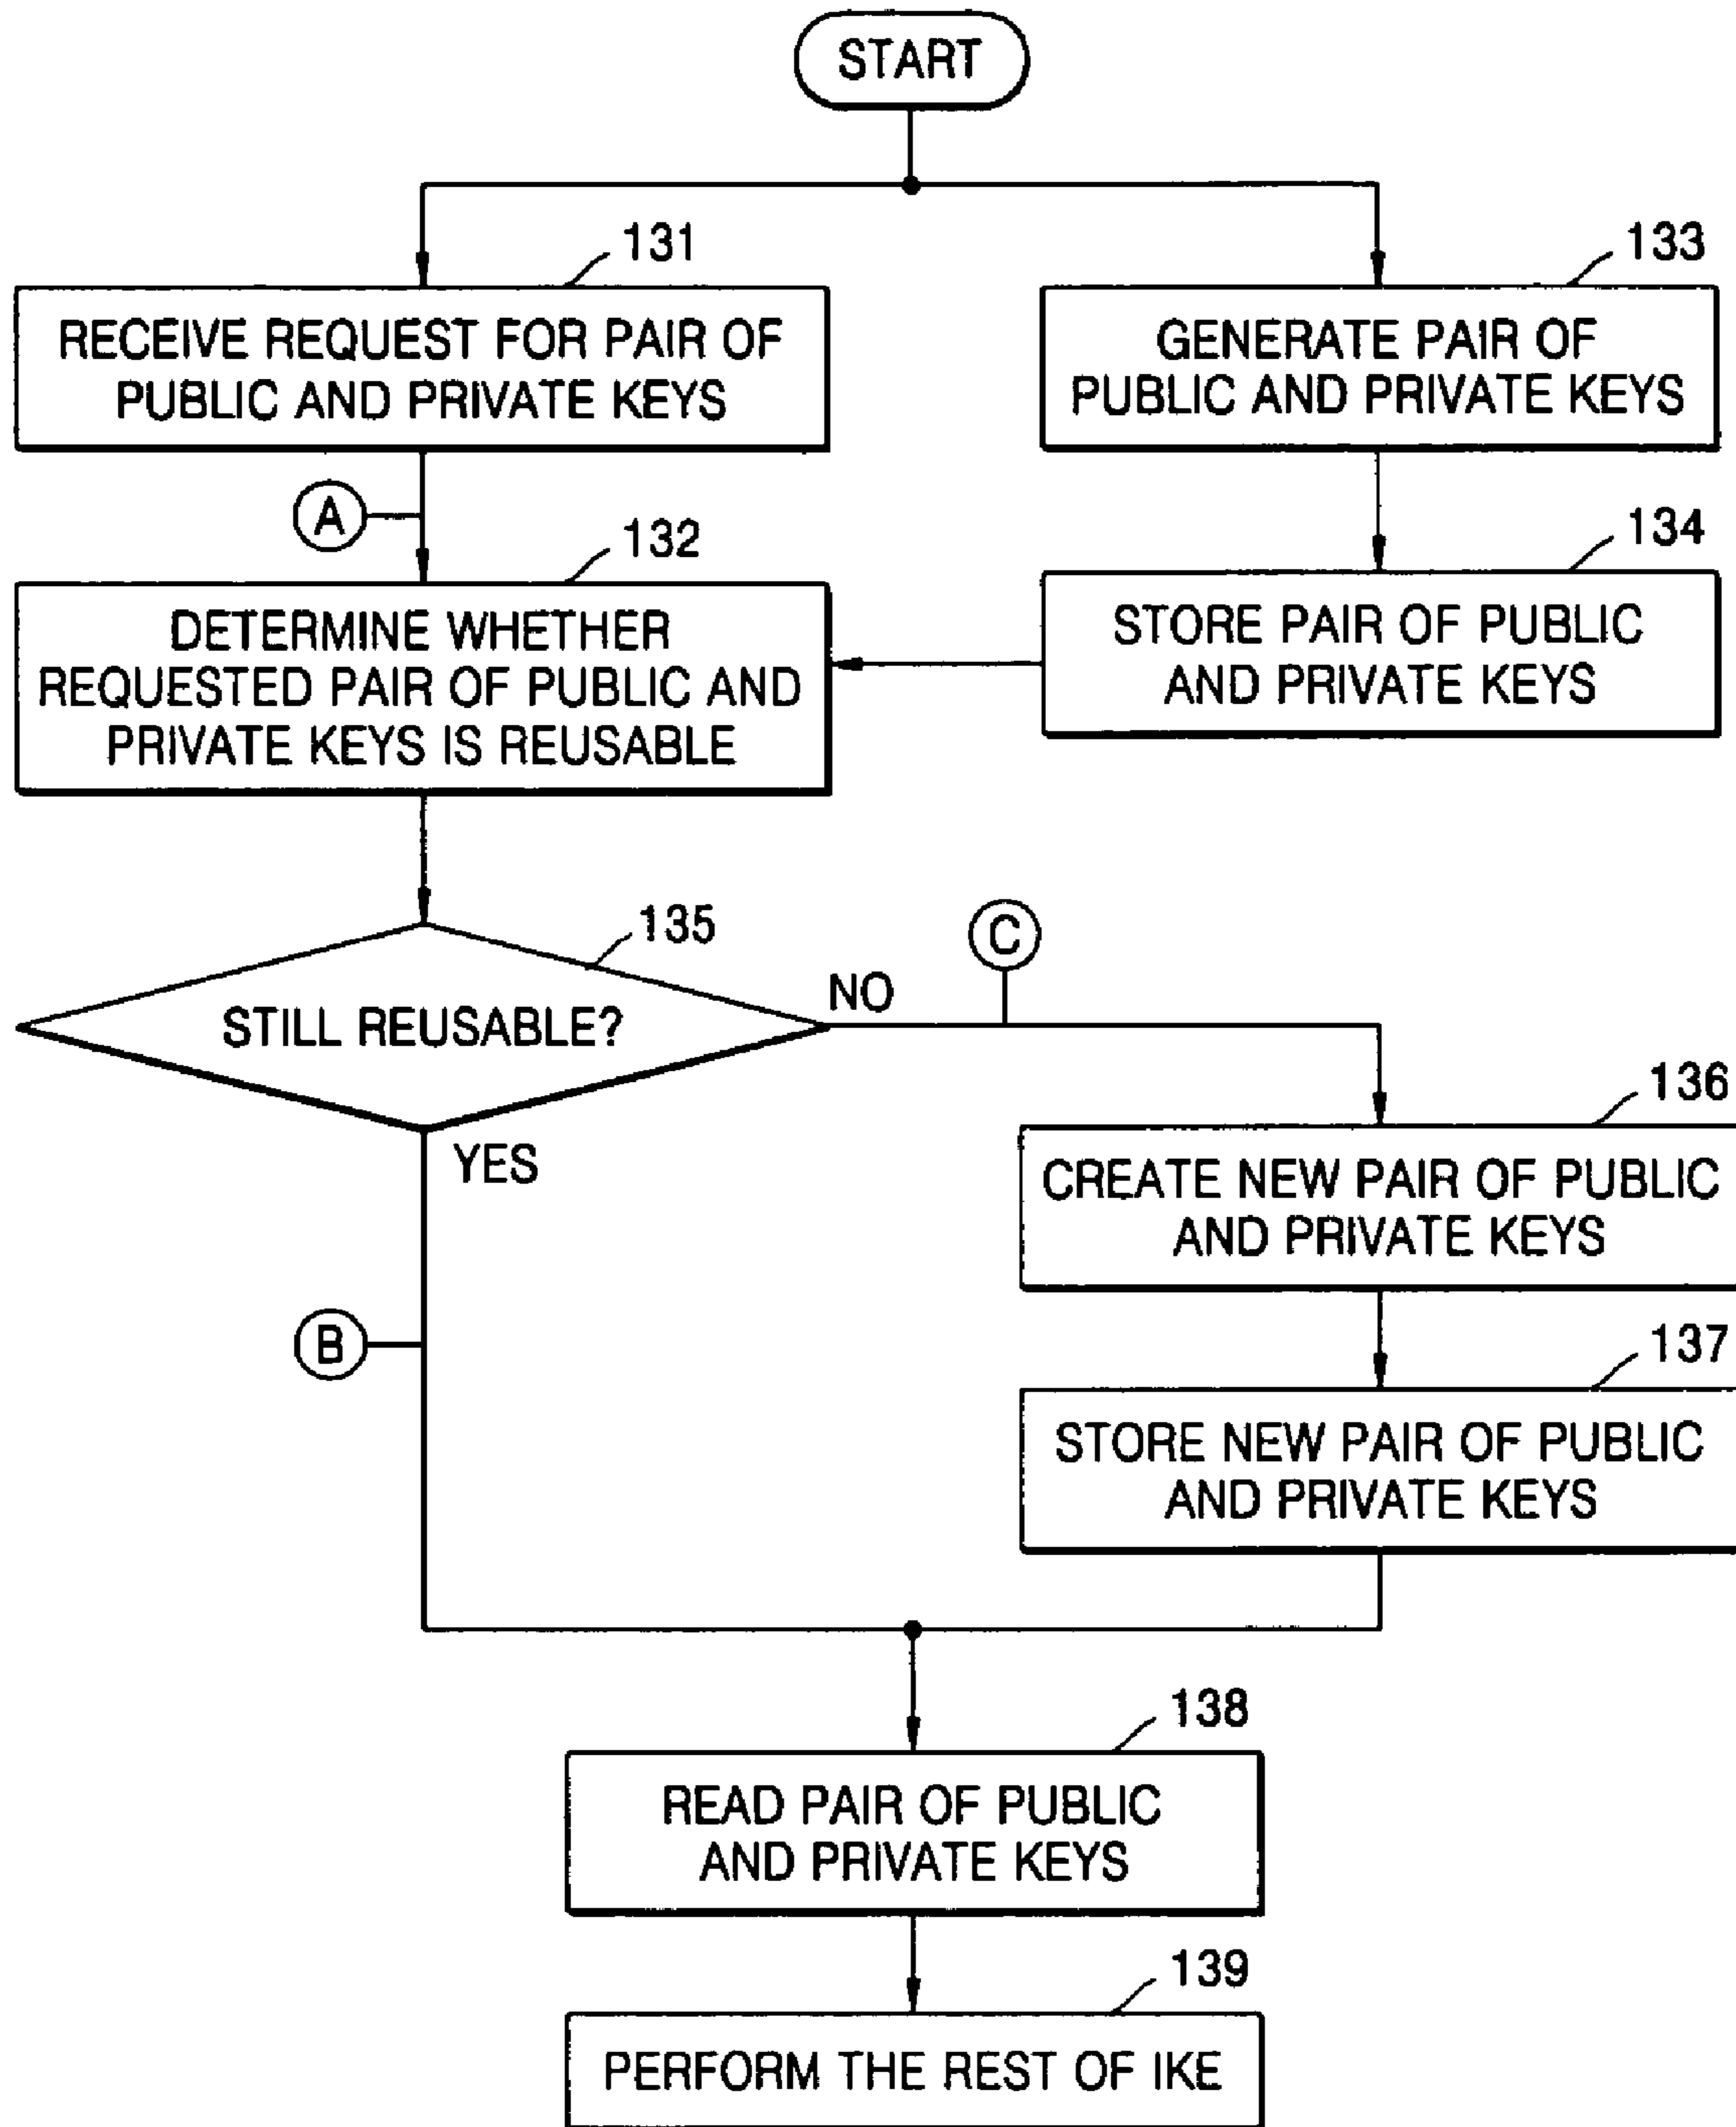 START
131
RECEIVE REQUEST FOR PAIR OF
PUBLIC AND PRIVATE KEYS
133
GENERATE PAIR OF
PUBLIC AND PRIVATE KEYS
A
132
DETERMINE WHETHER
REQUESTED PAIR OF PUBLIC AND
PRIVATE KEYS IS REUSABLE
134
STORE PAIR OF PUBLIC
AND PRIVATE KEYS
135
STILL REUSABLE?
NO
C
YES
136
CREATE NEW PAIR OF PUBLIC
AND PRIVATE KEYS
B
137
STORE NEW PAIR OF PUBLIC
AND PRIVATE KEYS
138
READ PAIR OF PUBLIC
AND PRIVATE KEYS
139
PERFORM THE REST OF IKE